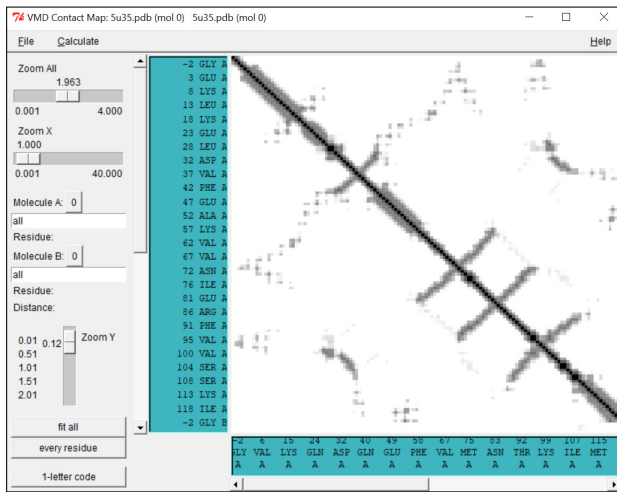 VMD Contact Map: 5u35.pdb (mol 0) 5u35.pdb (mol 0)
File Calculate Help
Zoom All
1.963
0.001 4.000
Zoom X
1.000
0.001 40.000
Molecule A: 0
all
Residue:
Molecule B: 0
all
Residue:
Distance:
0.12 Zoom Y
0.01
0.51
1.01
1.51
2.01
fit all
every residue
1-letter code
-2 GLY A
3 GLU A
8 LYS A
13 LEU A
18 LYS A
23 GLU A
28 LEU A
32 ASP A
37 VAL A
42 PHE A
47 GLU A
52 ALA A
57 LYS A
62 VAL A
67 VAL A
72 ASN A
76 ILE A
81 GLU A
86 ARG A
91 PHE A
95 VAL A
100 VAL A
104 SER A
108 SER A
113 LYS A
118 ILE A
-2 GLY B
-2 6 15 24 32 40 49 58 67 75 83 92 99 107 115
GLY VAL LYS GLN ASP GLN GLU PHE VAL MET ASN THR LYS ILE MET
A A A A A A A A A A A A A A A